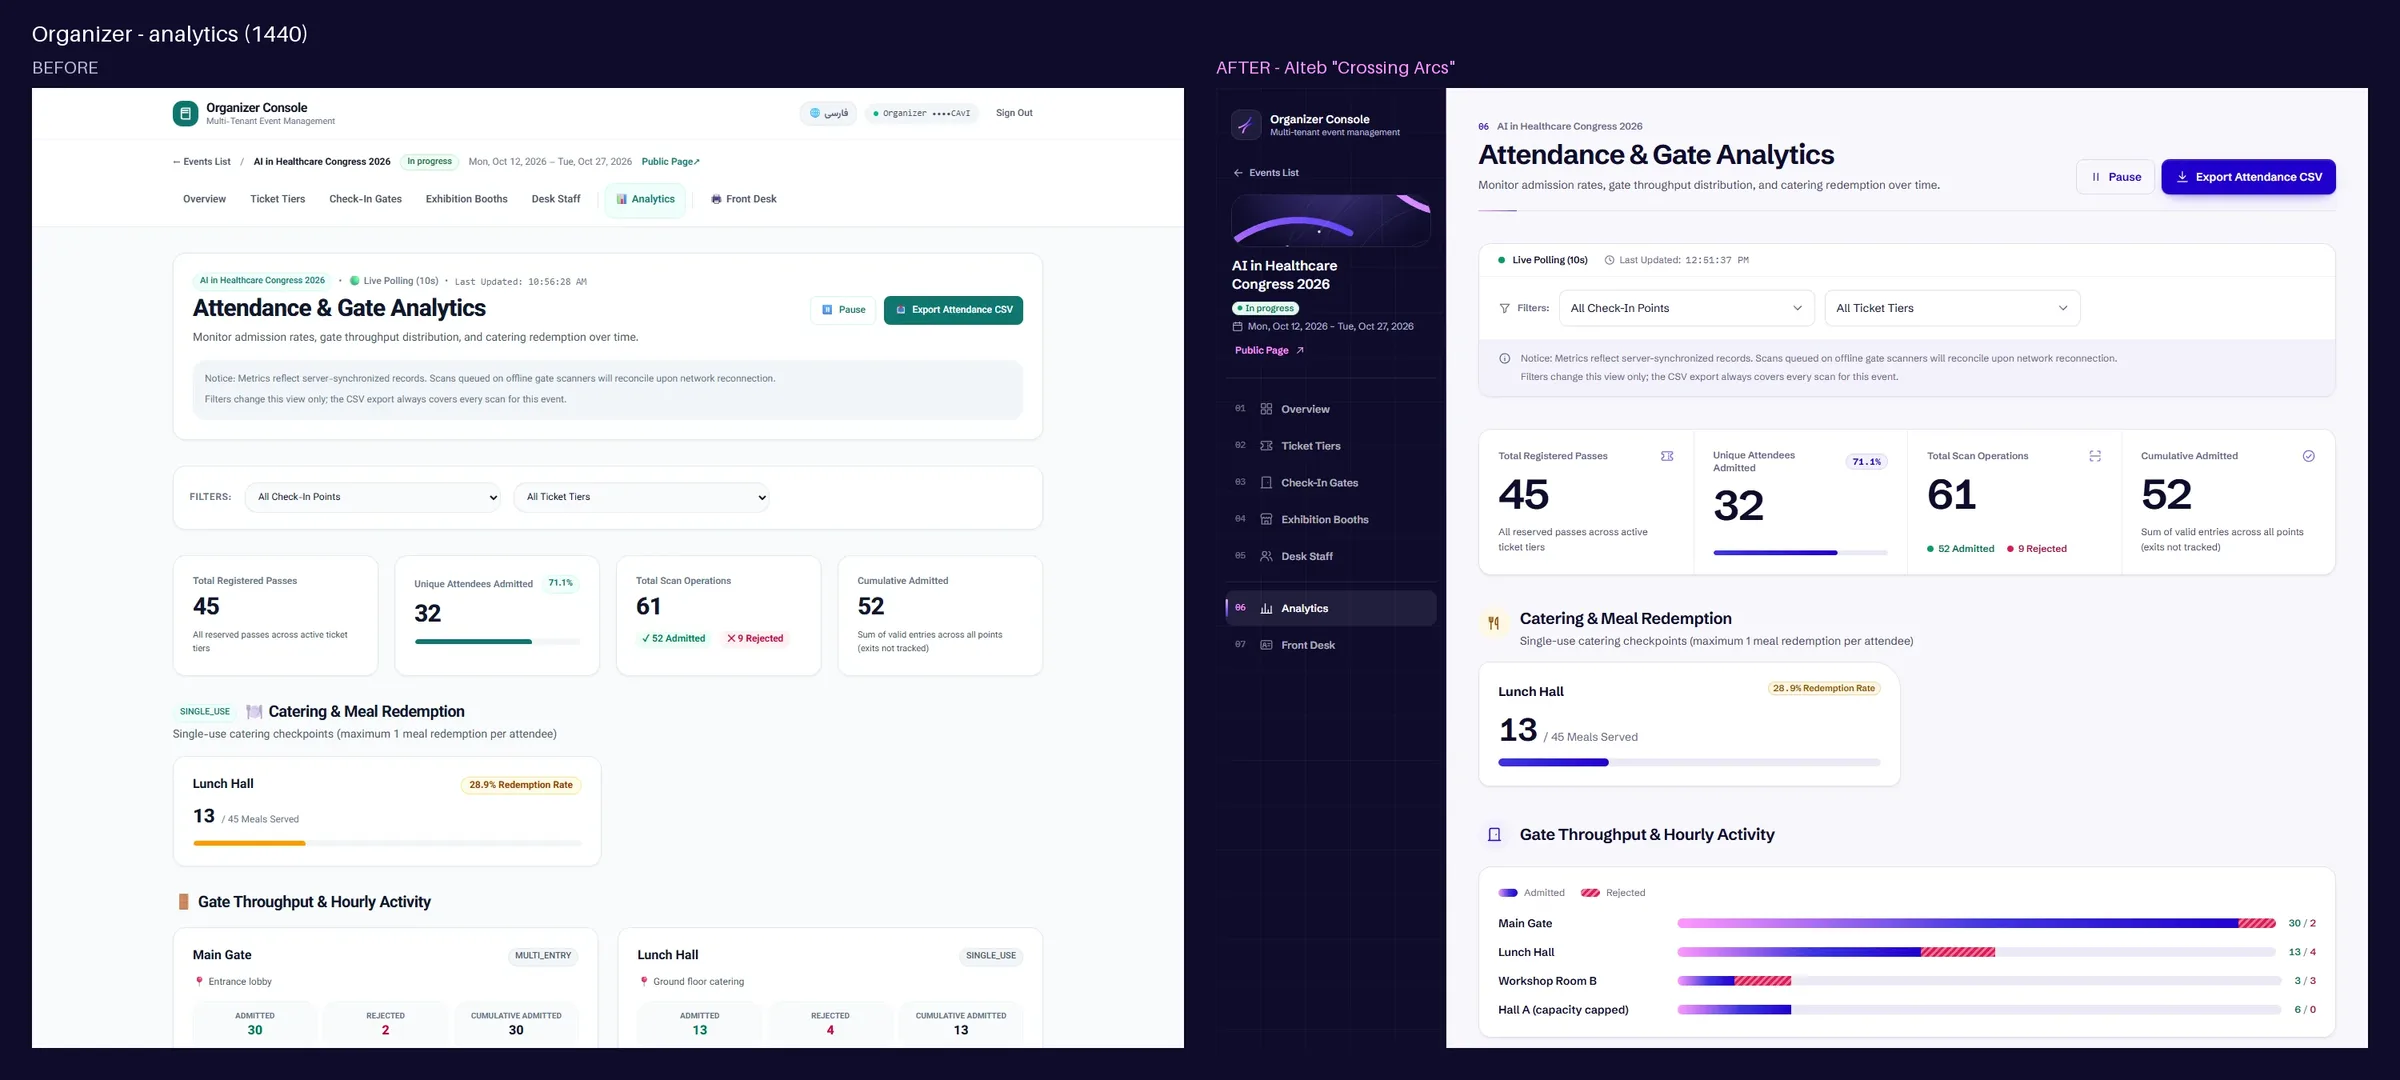 Organizer - analytics (1440)
BEFORE
Organizer Console
Multi-Tenant Event Management
🌐 فارسی
Organizer ••••CAvI
Sign Out
← Events List / AI in Healthcare Congress 2026 In progress Mon, Oct 12, 2026 – Tue, Oct 27, 2026 Public Page↗
Overview Ticket Tiers Check-In Gates Exhibition Booths Desk Staff 📊 Analytics Front Desk
AI in Healthcare Congress 2026 • Live Polling (10s) • Last Updated: 10:56:28 AM
Attendance & Gate Analytics
Pause
Export Attendance CSV
Monitor admission rates, gate throughput distribution, and catering redemption over time.
Notice: Metrics reflect server-synchronized records. Scans queued on offline gate scanners will reconcile upon network reconnection.
Filters change this view only; the CSV export always covers every scan for this event.
FILTERS: All Check-In Points All Ticket Tiers
Total Registered Passes
45
All reserved passes across active ticket
tiers
Unique Attendees Admitted 71.1%
32
Total Scan Operations
61
✓ 52 Admitted ✕ 9 Rejected
Cumulative Admitted
52
Sum of valid entries across all points
(exits not tracked)
SINGLE_USE 🍽️ Catering & Meal Redemption
Single-use catering checkpoints (maximum 1 meal redemption per attendee)
Lunch Hall 28.9% Redemption Rate
13 / 45 Meals Served
🚪 Gate Throughput & Hourly Activity
Main Gate MULTI_ENTRY
📍 Entrance lobby
ADMITTED REJECTED CUMULATIVE ADMITTED
30 2 30
Lunch Hall SINGLE_USE
📍 Ground floor catering
ADMITTED REJECTED CUMULATIVE ADMITTED
13 4 13
AFTER - Alteb "Crossing Arcs"
Organizer Console
Multi-tenant event management
← Events List
AI in Healthcare
Congress 2026
In progress
Mon, Oct 12, 2026 – Tue, Oct 27, 2026
Public Page ↗
01 Overview
02 Ticket Tiers
03 Check-In Gates
04 Exhibition Booths
05 Desk Staff
06 Analytics
07 Front Desk
06 AI in Healthcare Congress 2026
Attendance & Gate Analytics
Monitor admission rates, gate throughput distribution, and catering redemption over time.
Pause
Export Attendance CSV
Live Polling (10s) Last Updated: 12:51:37 PM
Filters: All Check-In Points All Ticket Tiers
Notice: Metrics reflect server-synchronized records. Scans queued on offline gate scanners will reconcile upon network reconnection.
Filters change this view only; the CSV export always covers every scan for this event.
Total Registered Passes
45
All reserved passes across active
ticket tiers
Unique Attendees
Admitted
71.1%
32
Total Scan Operations
61
52 Admitted 9 Rejected
Cumulative Admitted
52
Sum of valid entries across all points
(exits not tracked)
Catering & Meal Redemption
Single-use catering checkpoints (maximum 1 meal redemption per attendee)
Lunch Hall 28.9% Redemption Rate
13 / 45 Meals Served
Gate Throughput & Hourly Activity
Admitted Rejected
Main Gate 30 / 2
Lunch Hall 13 / 4
Workshop Room B 3 / 3
Hall A (capacity capped) 6 / 0